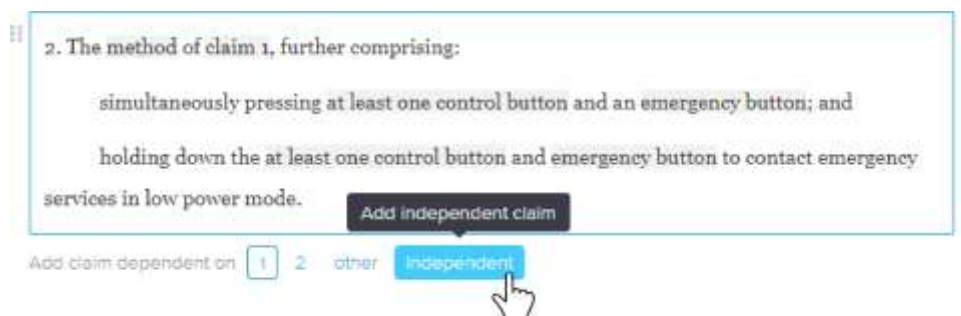 2. The method of claim 1, further comprising:
simultaneously pressing at least one control button and an emergency button; and
holding down the at least one control button and emergency button to contact emergency
services in low power mode.
Add independent claim
Add claim dependent on 1 2 other Independent